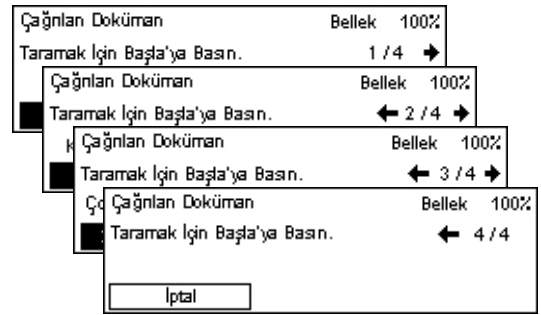 Çağrılan Doküman Bellek 100%
Taramak İçin Başla'ya Basın. 1/4
Çağrılan Doküman Bellek 100%
Taramak İçin Başla'ya Basın. 2/4
Çağrılan Doküman Bellek 100%
Taramak İçin Başla'ya Basın. 3/4
Çağrılan Doküman Bellek 100%
Taramak İçin Başla'ya Basın. 4/4
İptal